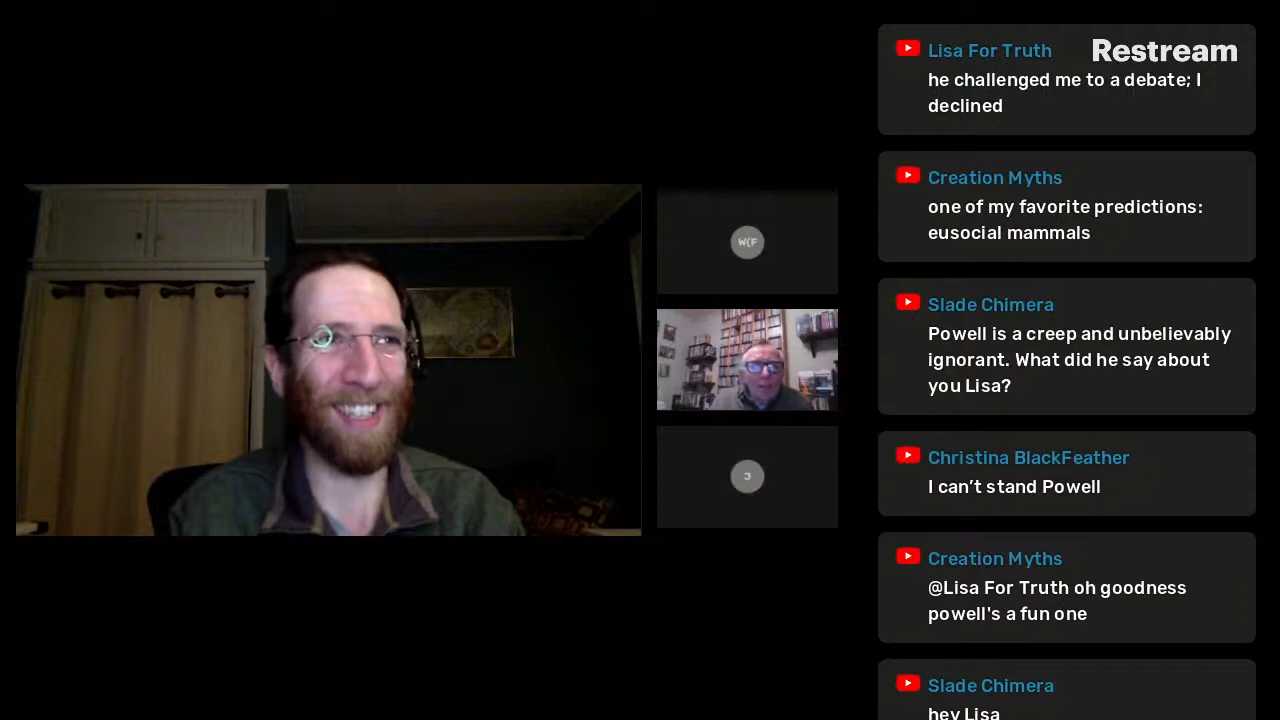 W(F
J
Restream
Lisa For Truth
he challenged me to a debate; I
declined
Creation Myths
one of my favorite predictions:
eusocial mammals
Slade Chimera
Powell is a creep and unbelievably
ignorant. What did he say about
you Lisa?
Christina BlackFeather
I can’t stand Powell
Creation Myths
@Lisa For Truth oh goodness
powell's a fun one
Slade Chimera
hey Lisa